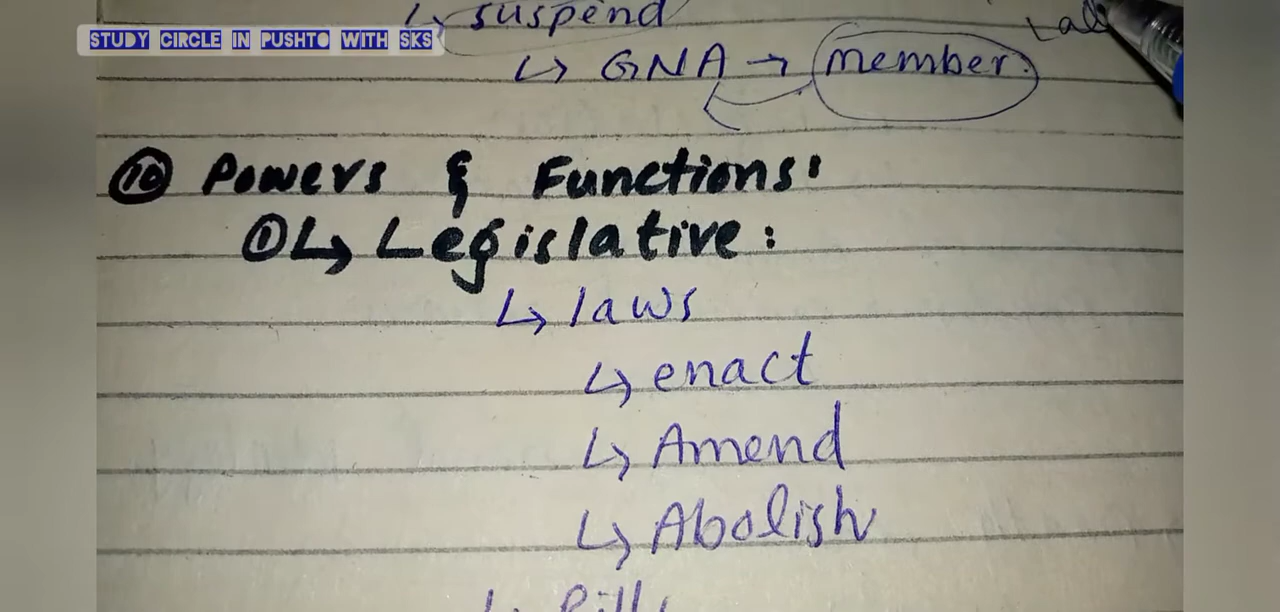 ↳ suspend
STUDY CIRCLE IN PUSHTO WITH SKS
↳ GNA → member.
⑩ Powers & Functions:
① ↳ Legislative:
↳ laws
↳ enact
↳ Amend
↳ Abolish